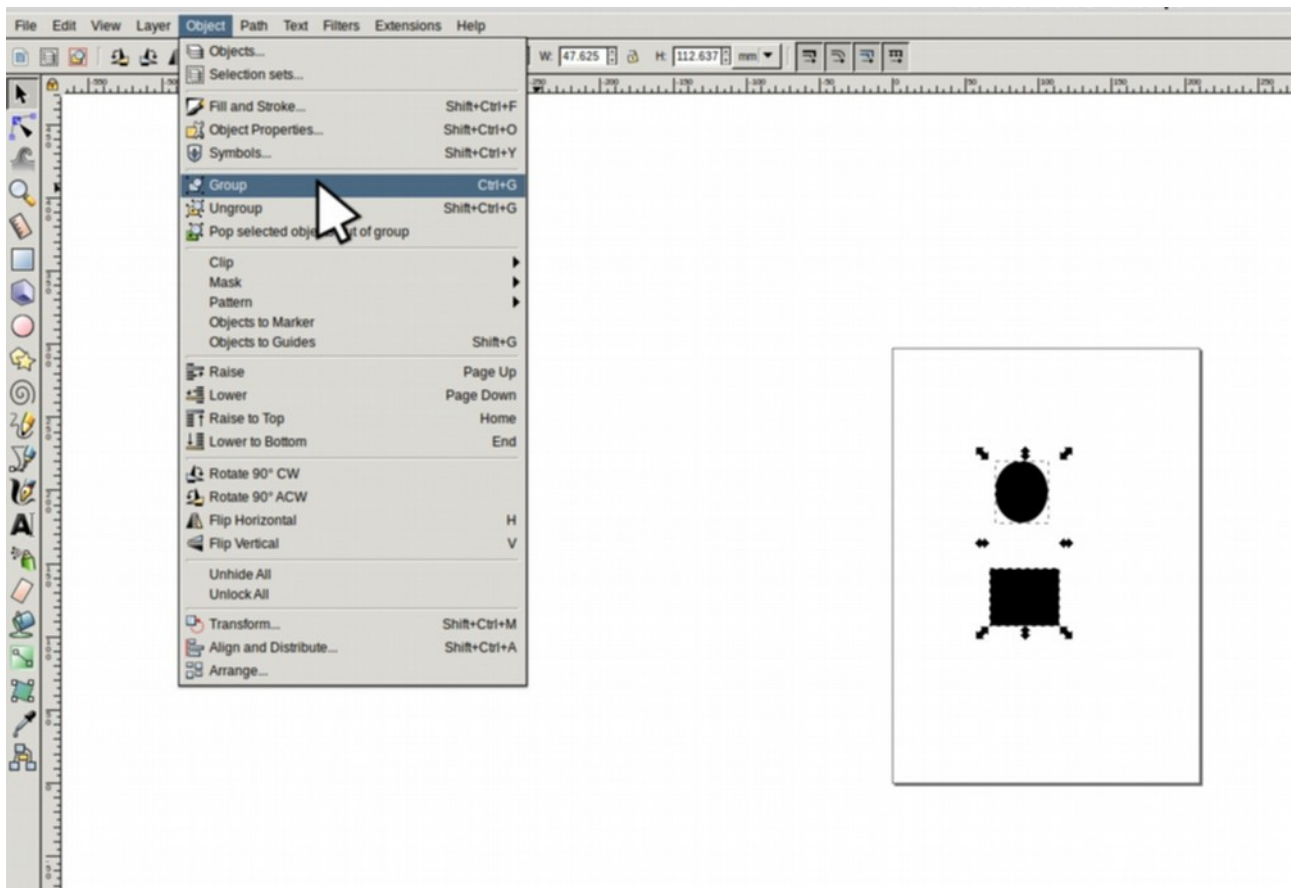 File Edit View Layer Object Path Text Filters Extensions Help
W: 47.625 H: 112.637 mm
Objects...
Selection sets...
Fill and Stroke... Shift+Ctrl+F
Object Properties... Shift+Ctrl+O
Symbols... Shift+Ctrl+Y
Group Ctrl+G
Ungroup Shift+Ctrl+G
Pop selected of group
Clip
Mask
Pattern
Objects to Marker
Objects to Guides Shift+G
Raise Page Up
Lower Page Down
Raise to Top Home
Lower to Bottom End
Rotate 90° CW
Rotate 90° ACW
Flip Horizontal H
Flip Vertical V
Unhide All
Unlock All
Transform... Shift+Ctrl+M
Align and Distribute... Shift+Ctrl+A
Arrange...